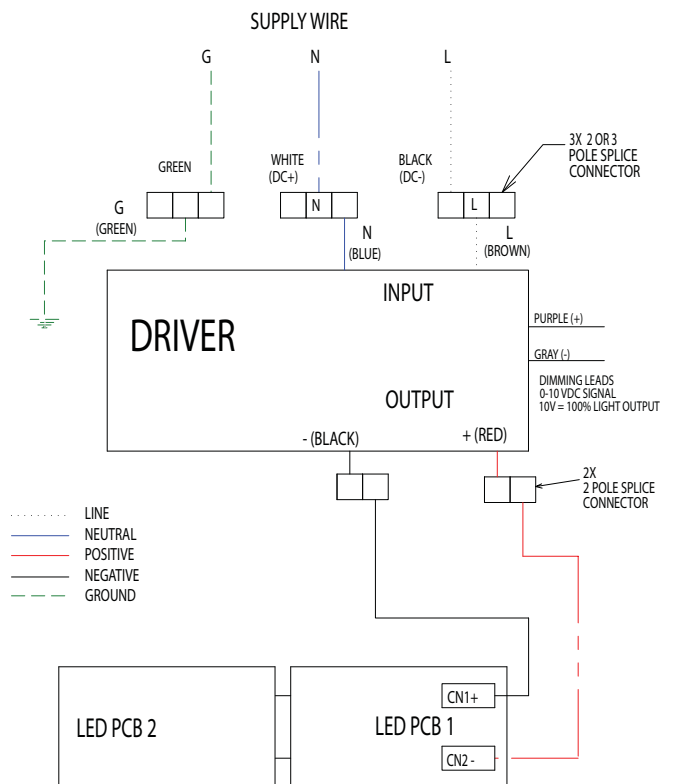 SUPPLY WIRE
G
N
L
GREEN
WHITE
(DC+)
BLACK
(DC-)
3X 2 OR 3
POLE SPLICE
CONNECTOR
G
(GREEN)
N
L
N
(BLUE)
L
(BROWN)
INPUT
DRIVER
PURPLE (+)
GRAY (-)
DIMMING LEADS
0-10 VDC SIGNAL
10V = 100% LIGHT OUTPUT
OUTPUT
- (BLACK)
+ (RED)
2X
2 POLE SPLICE
CONNECTOR
LINE
NEUTRAL
POSITIVE
NEGATIVE
GROUND
CN1+
LED PCB 2
LED PCB 1
CN2 -